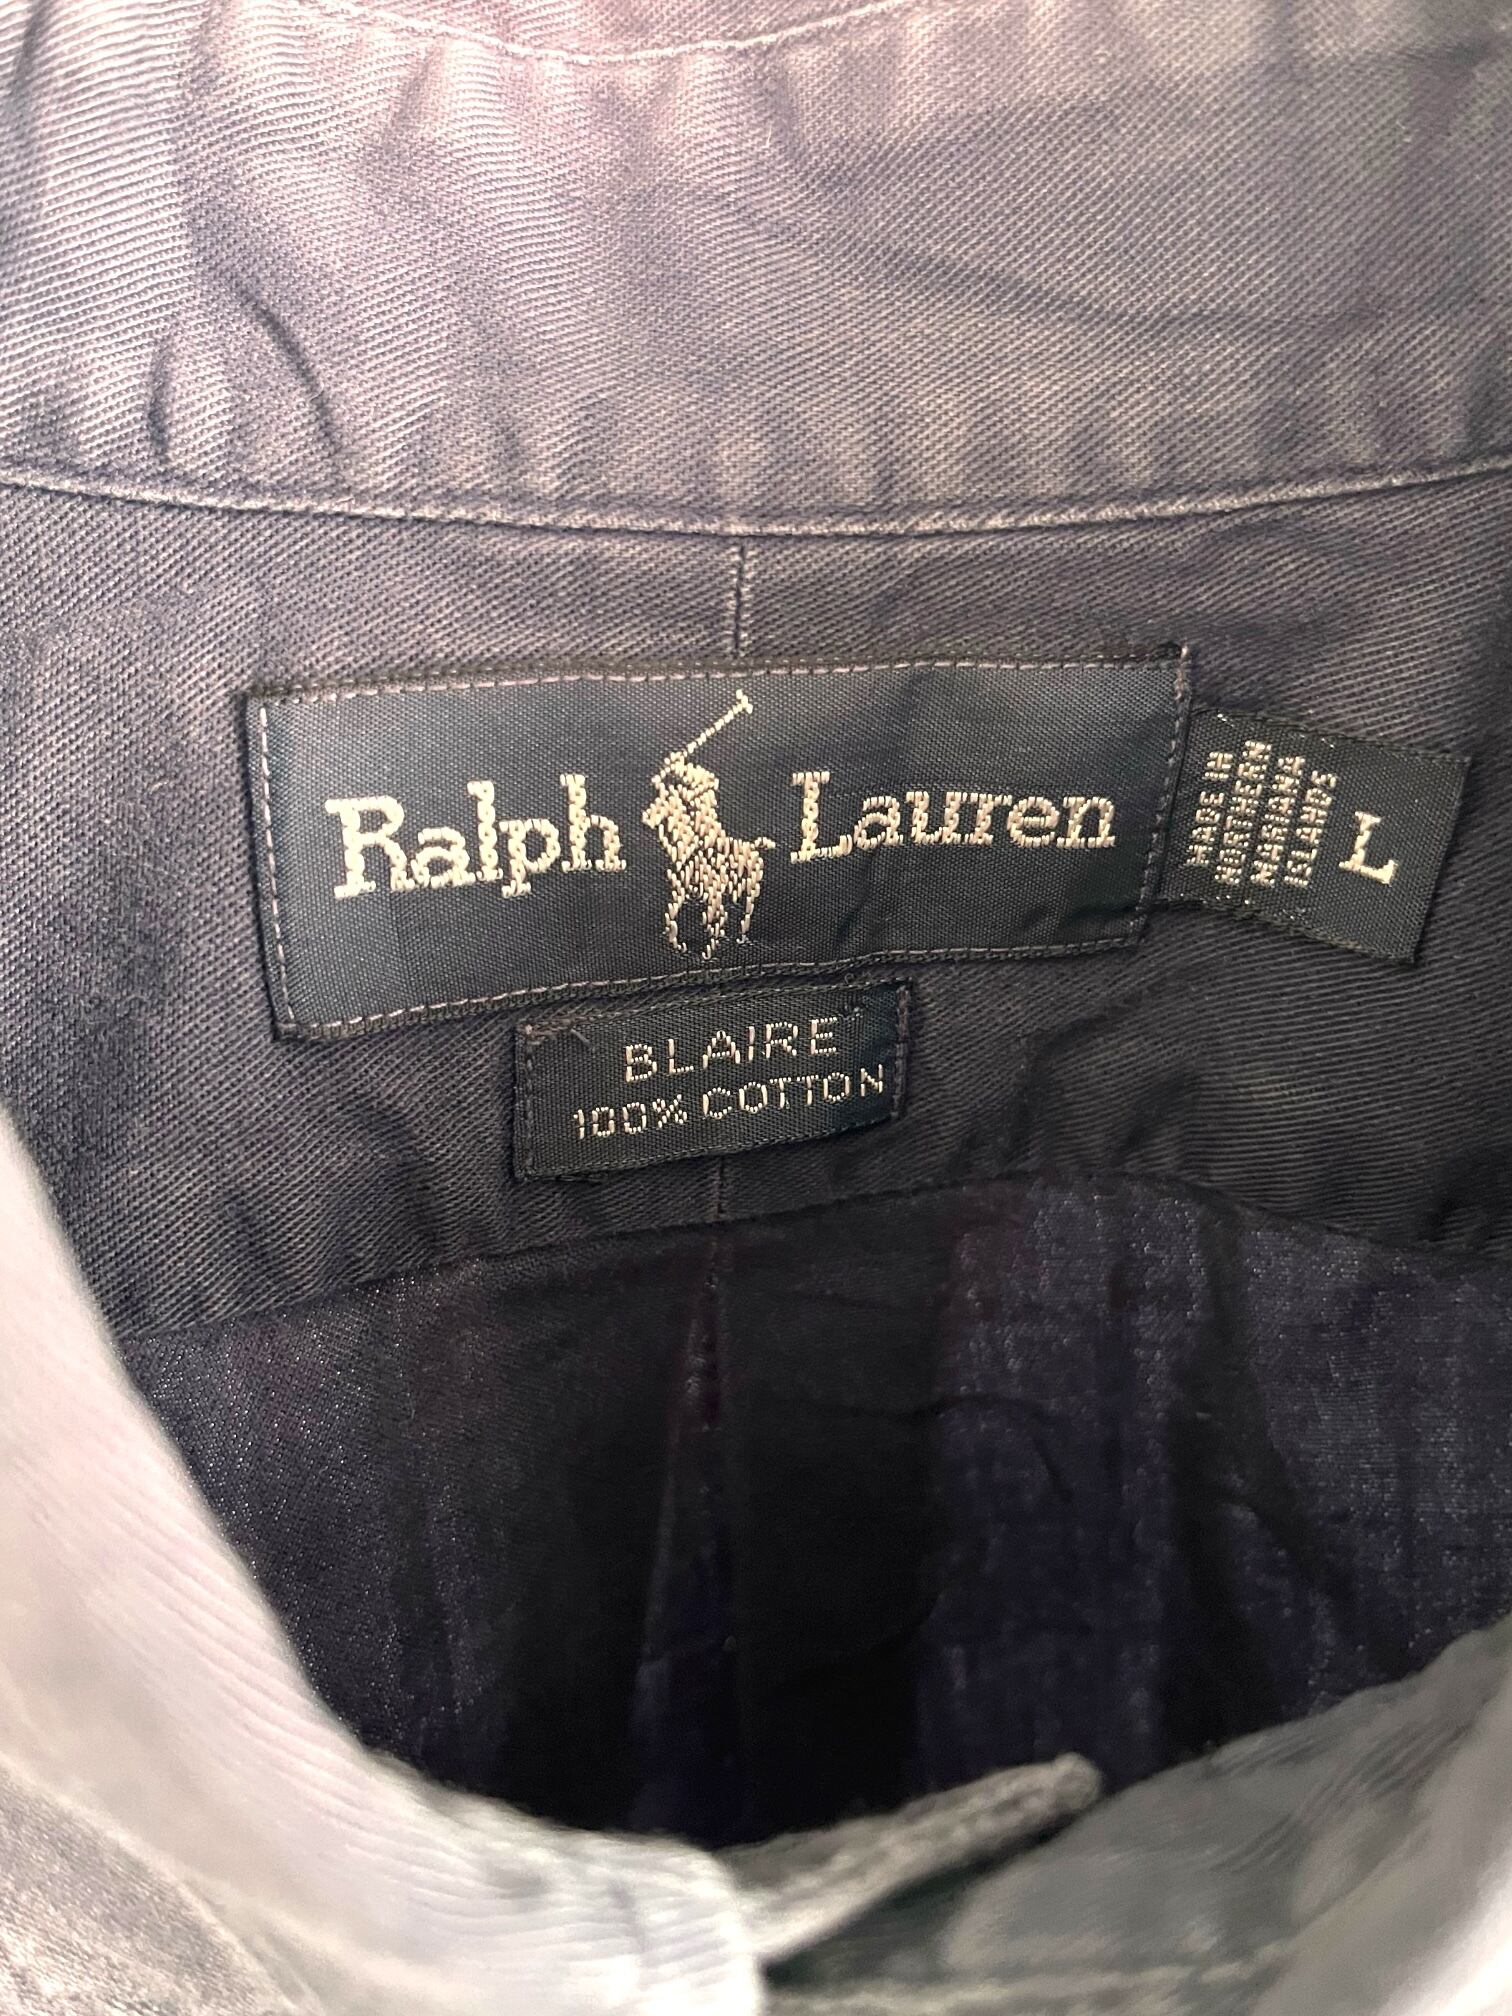 Ralph Lauren
MADE IN
NORTHERN
MARIANA
ISLANDS
L
BLAIRE
100% COTTON